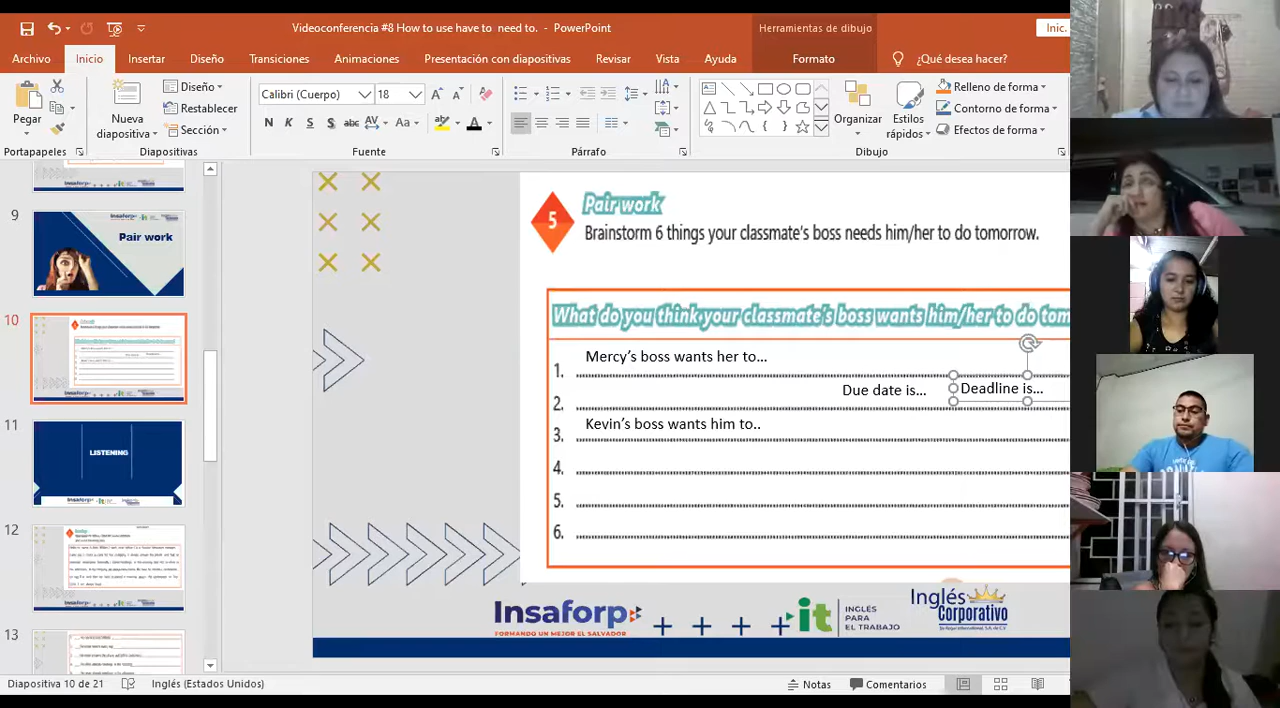 Videoconferencia #8 How to use have to need to. - PowerPoint
Herramientas de dibujo
Inic.
Archivo Inicio Insertar Diseño Transiciones Animaciones Presentación con diapositivas Revisar Vista Ayuda Formato ¿Qué desea hacer?
Pegar
Nueva diapositiva
Diseño
Restablecer
Sección
Calibri (Cuerpo) 18
N K S S abc AV Aa A
Organizar
Estilos rápidos
Relleno de forma
Contorno de forma
Efectos de forma
Portapapeles Diapositivas Fuente Párrafo Dibujo
9
Insaforp
Pair work
10
11
LISTENING
12
13
5
Pair work
Brainstorm 6 things your classmate's boss needs him/her to do tomorrow.
What do you think your classmate's boss wants him/her to do tom
1. Mercy's boss wants her to...
2. Due date is... Deadline is...
3. Kevin's boss wants him to..
4.
5.
6.
Insaforp
FORMANDO UN MEJOR EL SALVADOR
it INGLÉS PARA EL TRABAJO
Inglés Corporativo
Diapositiva 10 de 21 Inglés (Estados Unidos) Notas Comentarios